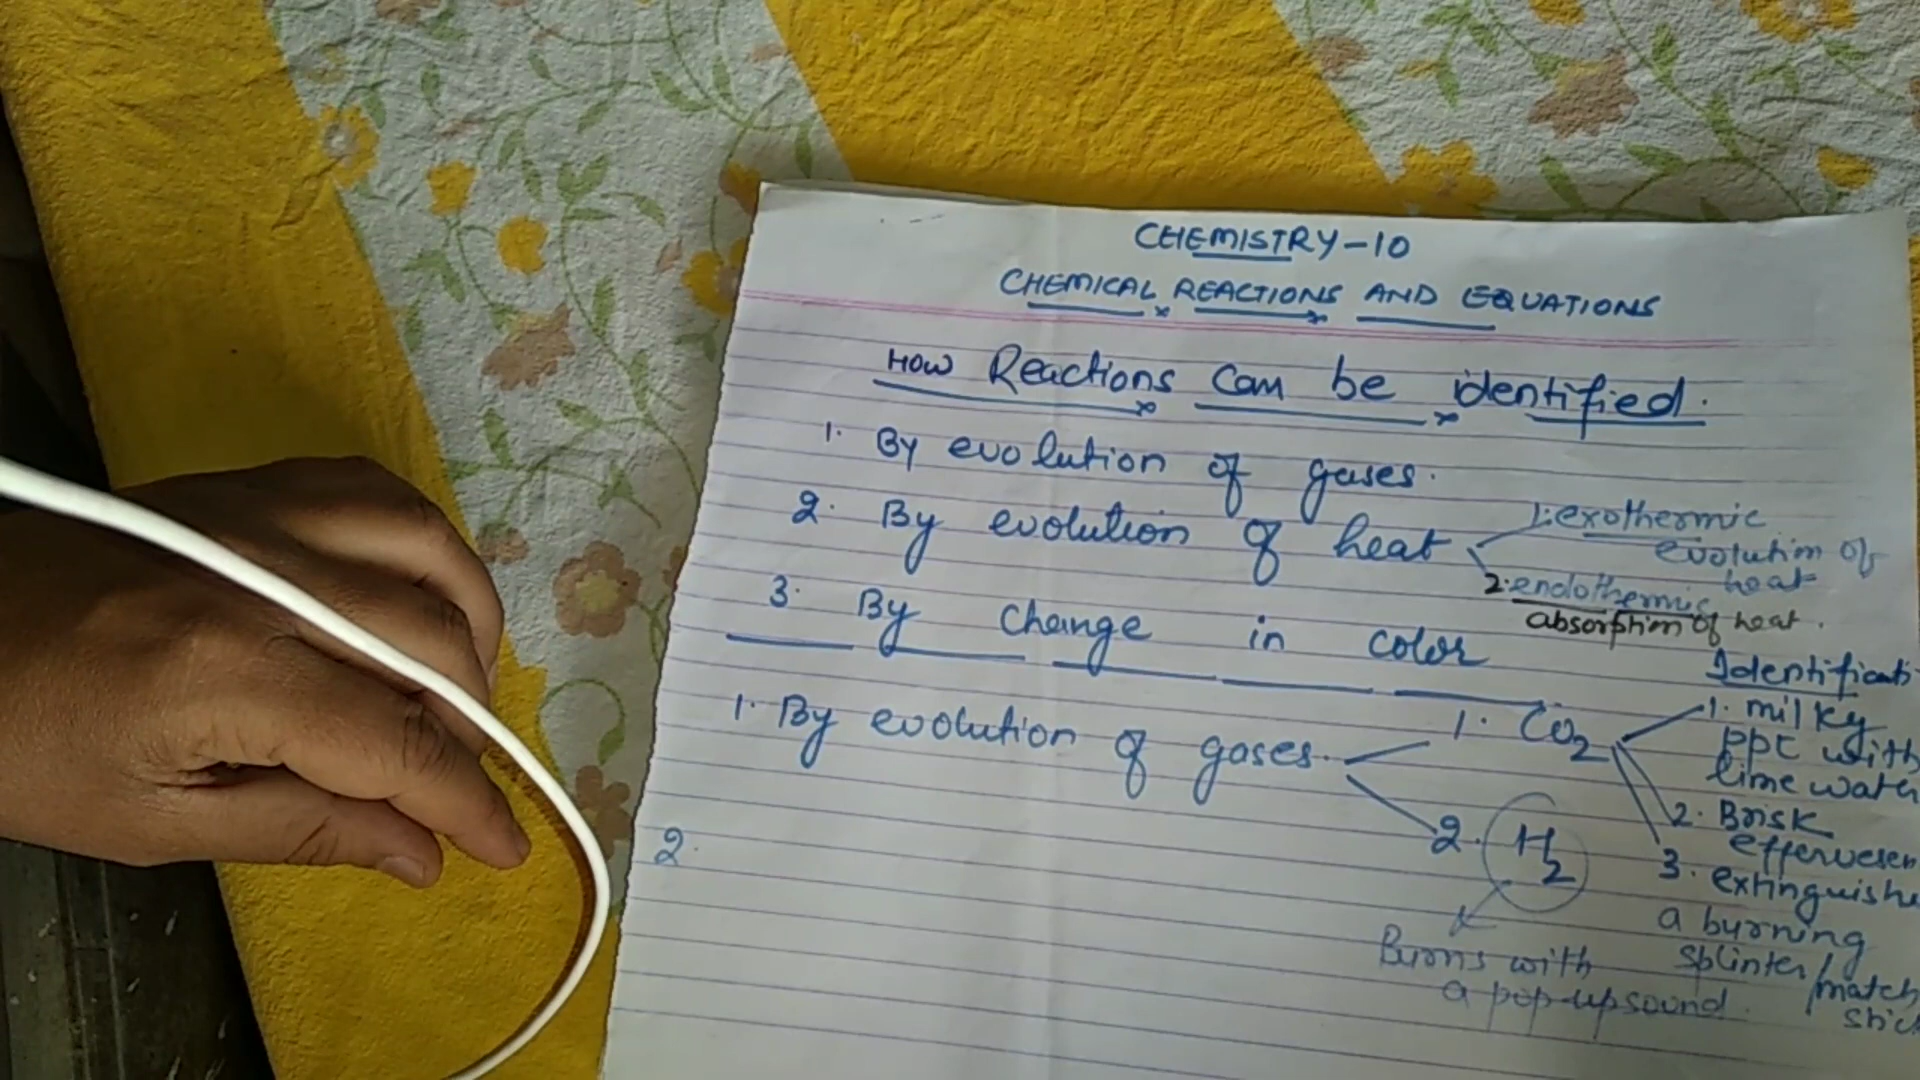 CHEMISTRY-10
CHEMICAL REACTIONS AND EQUATIONS
HOW Reactions can be identified.
1. By evolution of gases.
2. By evolution of heat
1. exothermic
evolution of
heat
2. endothermic
absorption of heat.
3. By change in color
1. By evolution of gases.
1. CO2
Identificati
1. milky
ppt with
lime water
2. Brisk
effervesen
3. extinguishe
a burning
splinter/match
stick
2. H2
Burns with
a pop-up sound.
2.